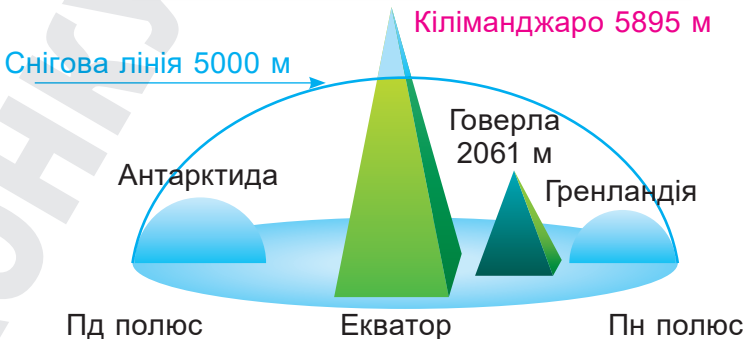 Кіліманджаро 5895 м
Снігова лінія 5000 м
Говерла
2061 м
Антарктида
Гренландія
Пд полюс
Екватор
Пн полюс